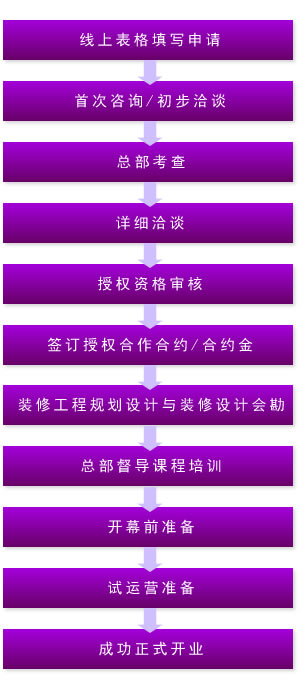 线上表格填写申请
首次咨询/初步洽谈
总部考查
详细洽谈
授权资格审核
签订授权合作合约/合约金
装修工程规划设计与装修设计会勘
总部督导课程培训
开幕前准备
试运营准备
成功正式开业